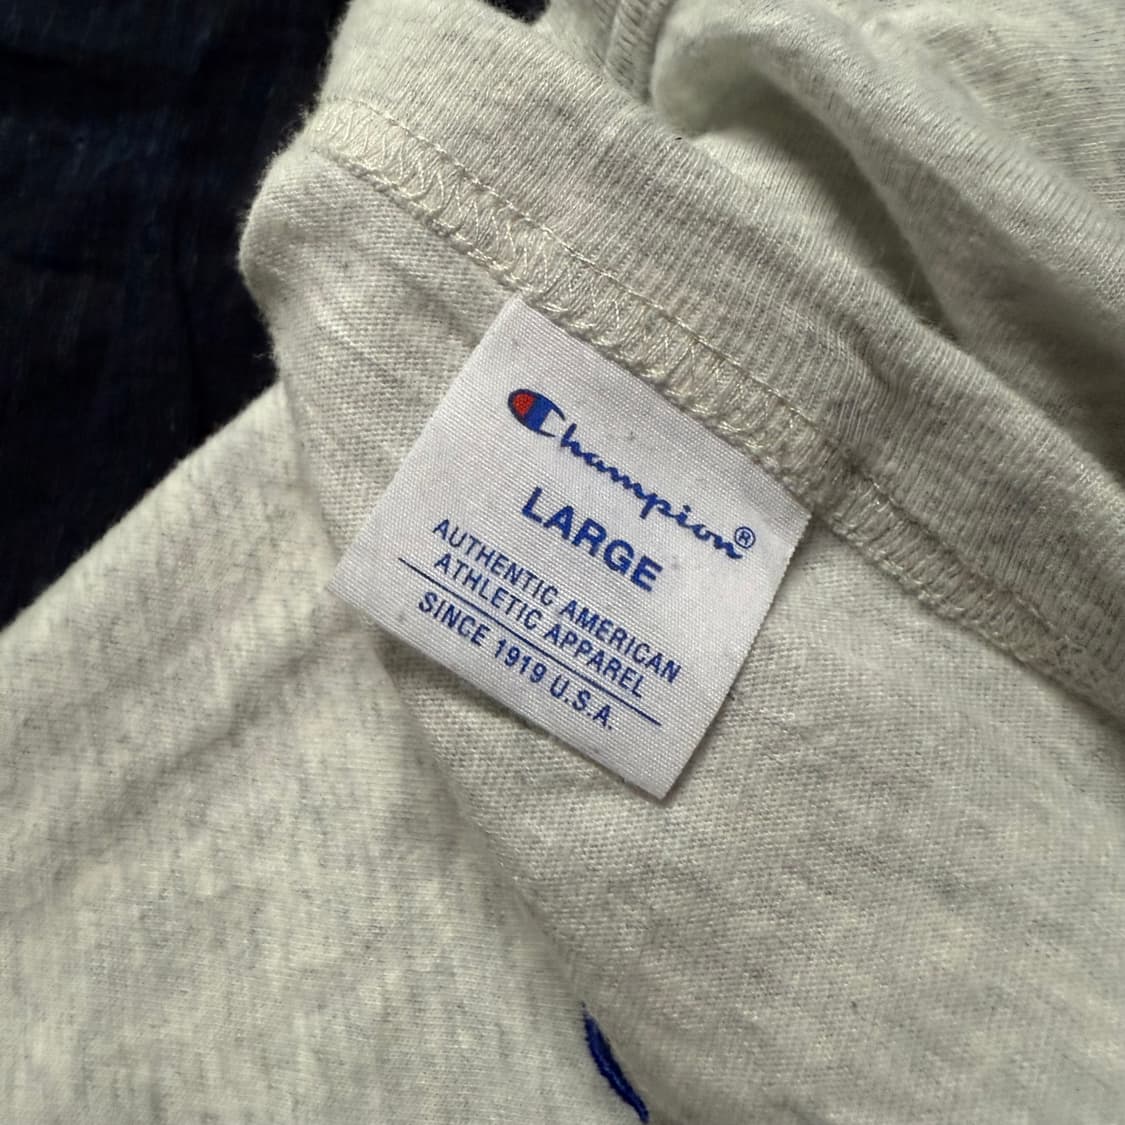 Champion®
LARGE
AUTHENTIC AMERICAN
ATHLETIC APPAREL
SINCE 1919 U.S.A.